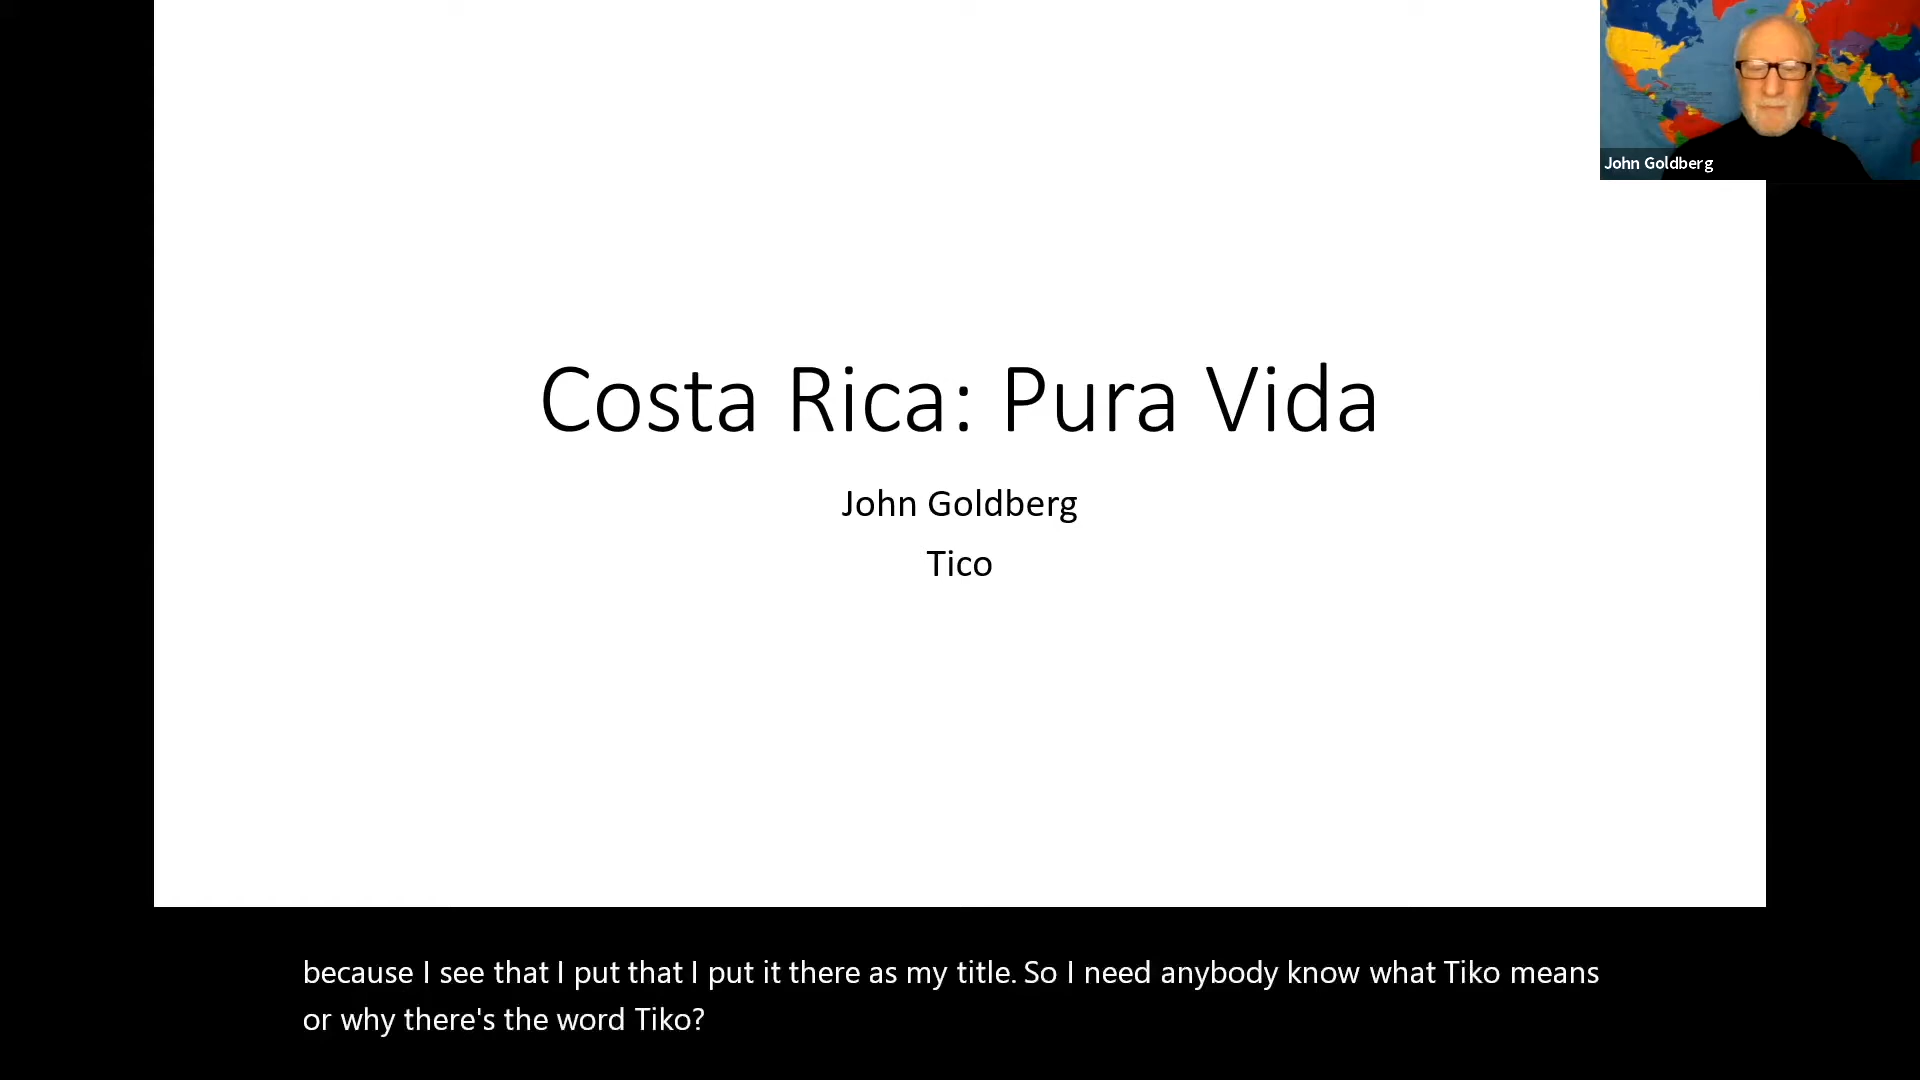 John Goldberg
Costa Rica: Pura Vida
John Goldberg
Tico
because I see that I put that I put it there as my title. So I need anybody know what Tiko means
or why there's the word Tiko?